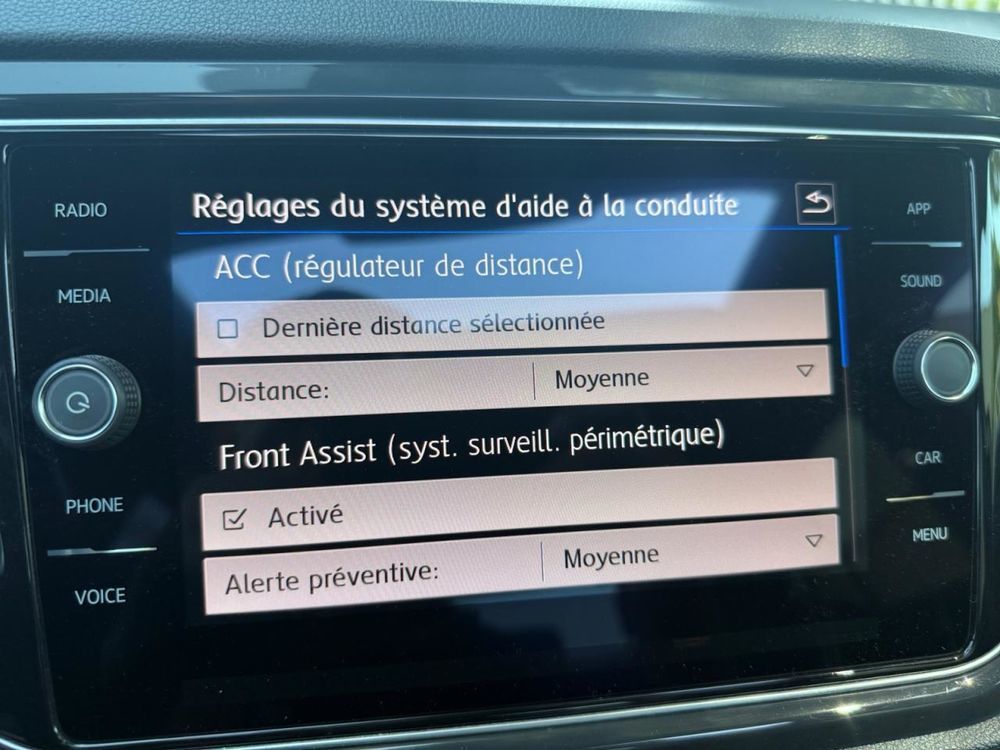 RADIO
MEDIA
PHONE
VOICE
Réglages du système d'aide à la conduite
ACC (régulateur de distance)
Dernière distance sélectionnée
Distance: Moyenne
Front Assist (syst. surveill. périmétrique)
Activé
Alerte préventive: Moyenne
APP
SOUND
CAR
MENU